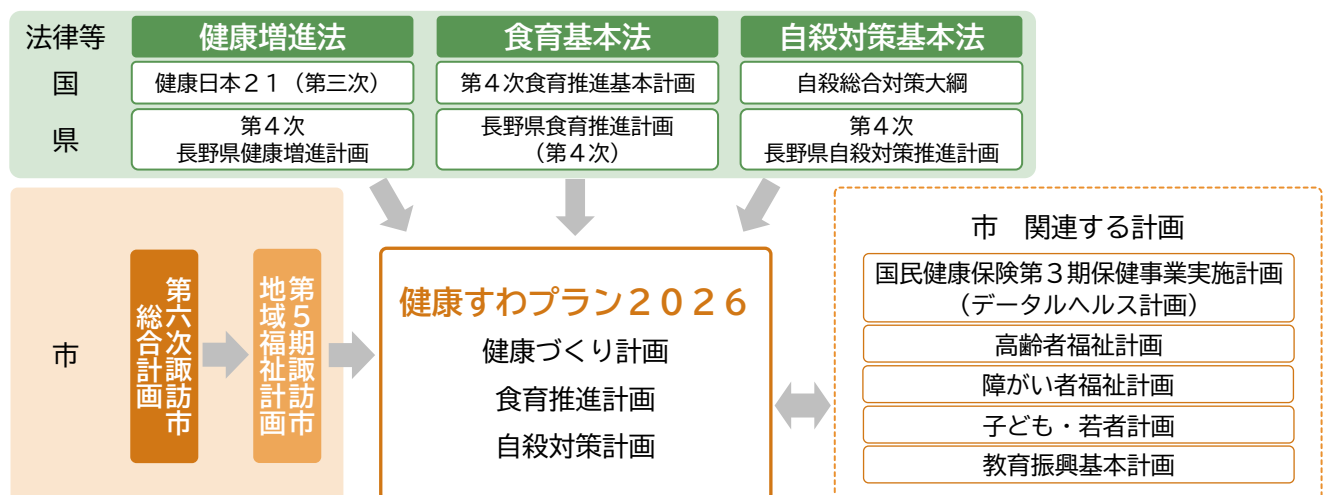 法律等
健康増進法
食育基本法
自殺対策基本法
国
健康日本２１（第三次）
第４次食育推進基本計画
自殺総合対策大綱
県
第４次
長野県健康増進計画
長野県食育推進計画
（第４次）
第４次
長野県自殺対策推進計画
市
第六次諏訪市
総合計画
第５期諏訪市
地域福祉計画
健康すわプラン２０２６
健康づくり計画
食育推進計画
自殺対策計画
市　関連する計画
国民健康保険第３期保健事業実施計画
（データルヘルス計画）
高齢者福祉計画
障がい者福祉計画
子ども・若者計画
教育振興基本計画